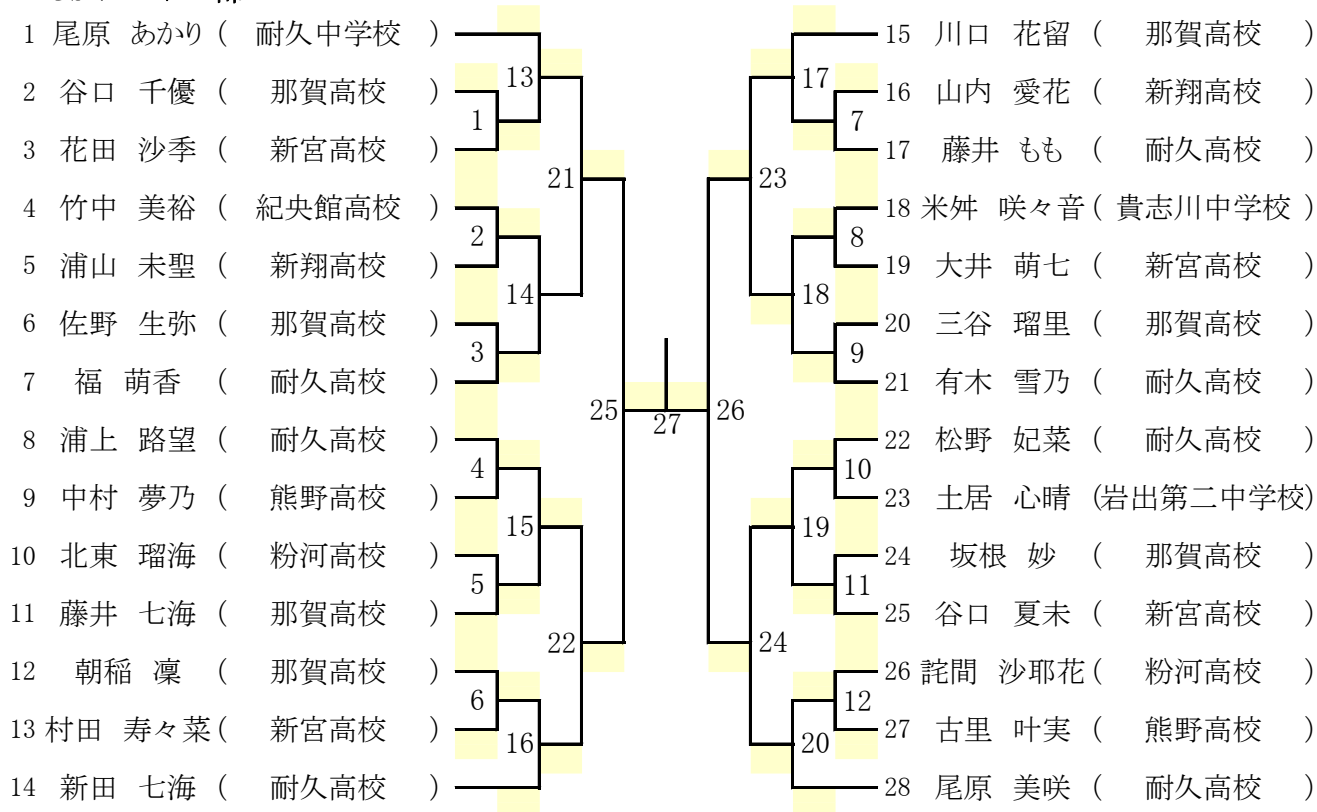 1 尾原 あかり ( 耐久中学校 )
2 谷口 千優 ( 那賀高校 )
3 花田 沙季 ( 新宮高校 )
4 竹中 美裕 ( 紀央館高校 )
5 浦山 未聖 ( 新翔高校 )
6 佐野 生弥 ( 那賀高校 )
7 福 萌香 ( 耐久高校 )
8 浦上 路望 ( 耐久高校 )
9 中村 夢乃 ( 熊野高校 )
10 北東 瑠海 ( 粉河高校 )
11 藤井 七海 ( 那賀高校 )
12 朝稲 凜 ( 那賀高校 )
13 村田 寿々菜 ( 新宮高校 )
14 新田 七海 ( 耐久高校 )
13
1
21
2
14
3
25
4
15
5
22
6
16
27
15 川口 花留 ( 那賀高校 )
16 山内 愛花 ( 新翔高校 )
17 藤井 もも ( 耐久高校 )
18 米舛 咲々音 ( 貴志川中学校 )
19 大井 萌七 ( 新宮高校 )
20 三谷 瑠里 ( 那賀高校 )
21 有木 雪乃 ( 耐久高校 )
22 松野 妃菜 ( 耐久高校 )
23 土居 心晴 (岩出第二中学校)
24 坂根 妙 ( 那賀高校 )
25 谷口 夏未 ( 新宮高校 )
26 詫間 沙耶花 ( 粉河高校 )
27 古里 叶実 ( 熊野高校 )
28 尾原 美咲 ( 耐久高校 )
17
7
23
8
18
9
26
10
19
11
24
12
20